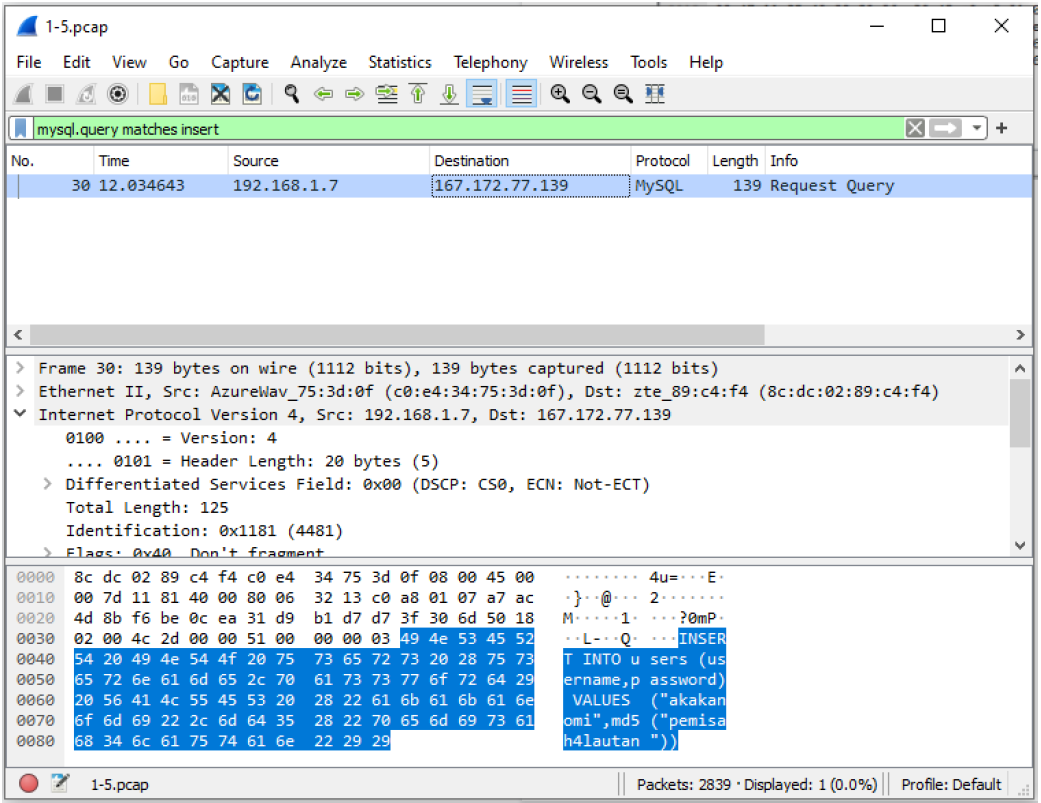 1-5.pcap
File Edit View Go Capture Analyze Statistics Telephony Wireless Tools Help
mysql.query matches insert
No. Time Source Destination Protocol Length Info
30 12.034643 192.168.1.7 167.172.77.139 MySQL 139 Request Query
Frame 30: 139 bytes on wire (1112 bits), 139 bytes captured (1112 bits)
Ethernet II, Src: AzureWav_75:3d:0f (c0:e4:34:75:3d:0f), Dst: zte_89:c4:f4 (8c:dc:02:89:c4:f4)
Internet Protocol Version 4, Src: 192.168.1.7, Dst: 167.172.77.139
0100 .... = Version: 4
.... 0101 = Header Length: 20 bytes (5)
Differentiated Services Field: 0x00 (DSCP: CS0, ECN: Not-ECT)
Total Length: 125
Identification: 0x1181 (4481)
Flags: 0x40, Don't fragment
0000 8c dc 02 89 c4 f4 c0 e4 34 75 3d 0f 08 00 45 00 ········ 4u=···E·
0010 00 7d 11 81 40 00 80 06 32 13 c0 a8 01 07 a7 ac ·}··@··· 2·······
0020 4d 8b f6 be 0c ea 31 d9 b1 d7 d7 3f 30 6d 50 18 M·····1· ···?0mP·
0030 02 00 4c 2d 00 00 51 00 00 00 03 49 4e 53 45 52 ··L-··Q· ···INSER
0040 54 20 49 4e 54 4f 20 75 73 65 72 73 20 28 75 73 T INTO u sers (us
0050 65 72 6e 61 6d 65 2c 70 61 73 73 77 6f 72 64 29 ername,p assword)
0060 20 56 41 4c 55 45 53 20 28 22 61 6b 61 6b 61 6e VALUES ("akakan
0070 6f 6d 69 22 2c 6d 64 35 28 22 70 65 6d 69 73 61 omi",md5 ("pemisa
0080 68 34 6c 61 75 74 61 6e 22 29 29 h4lautan "))
1-5.pcap Packets: 2839 · Displayed: 1 (0.0%) Profile: Default